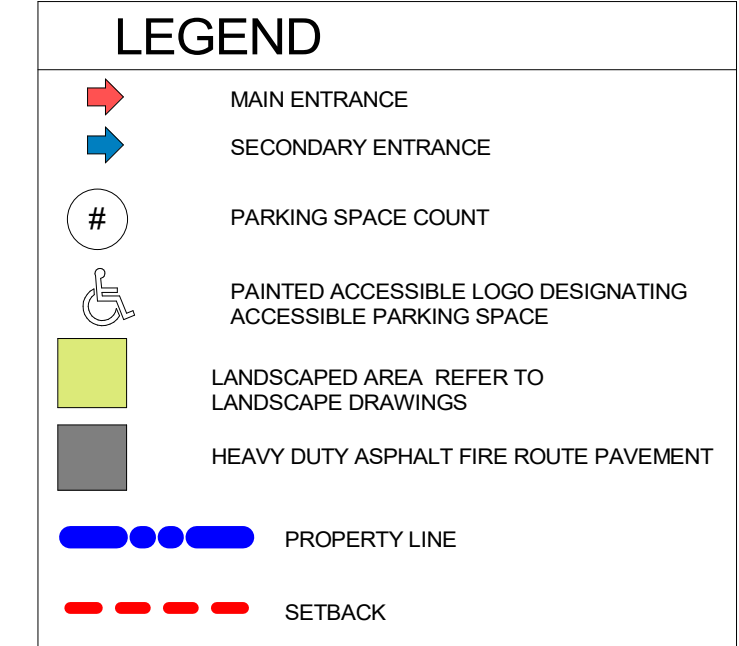 LEGEND
MAIN ENTRANCE
SECONDARY ENTRANCE
# PARKING SPACE COUNT
PAINTED ACCESSIBLE LOGO DESIGNATING
ACCESSIBLE PARKING SPACE
LANDSCAPED AREA REFER TO
LANDSCAPE DRAWINGS
HEAVY DUTY ASPHALT FIRE ROUTE PAVEMENT
PROPERTY LINE
SETBACK